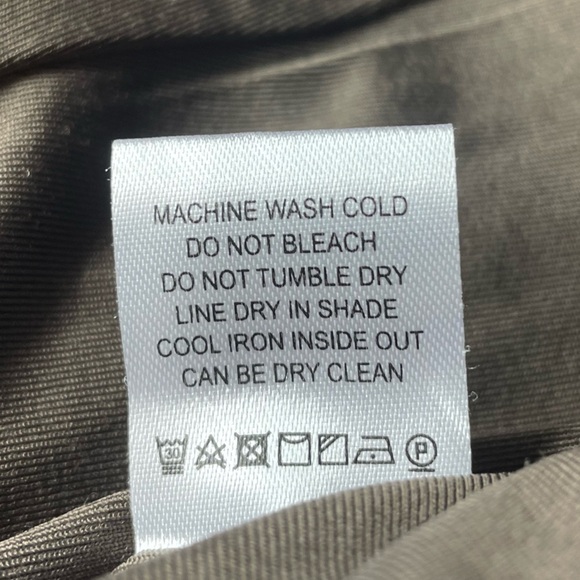 MACHINE WASH COLD
DO NOT BLEACH
DO NOT TUMBLE DRY
LINE DRY IN SHADE
COOL IRON INSIDE OUT
CAN BE DRY CLEAN
30 P